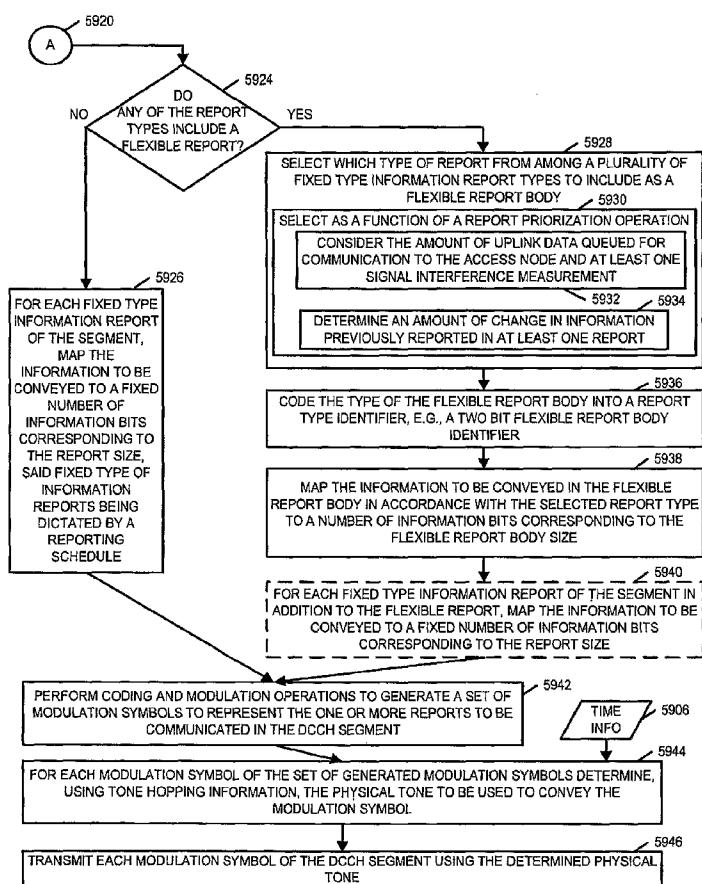 5920
A
5924
DO
ANY OF THE REPORT
TYPES INCLUDE A
FLEXIBLE REPORT?
NO
YES
5928
SELECT WHICH TYPE OF REPORT FROM AMONG A PLURALITY OF
FIXED TYPE INFORMATION REPORT TYPES TO INCLUDE AS A
FLEXIBLE REPORT BODY
5930
SELECT AS A FUNCTION OF A REPORT PRIORIZATION OPERATION
CONSIDER THE AMOUNT OF UPLINK DATA QUEUED FOR
COMMUNICATION TO THE ACCESS NODE AND AT LEAST ONE
SIGNAL INTERFERENCE MEASUREMENT
5932
5934
DETERMINE AN AMOUNT OF CHANGE IN INFORMATION
PREVIOUSLY REPORTED IN AT LEAST ONE REPORT
5926
FOR EACH FIXED TYPE
INFORMATION REPORT
OF THE SEGMENT,
MAP THE
INFORMATION TO BE
CONVEYED TO A FIXED
NUMBER OF
INFORMATION BITS
CORRESPONDING TO
THE REPORT SIZE,
SAID FIXED TYPE OF
INFORMATION
REPORTS BEING
DICTATED BY A
REPORTING
SCHEDULE
5936
CODE THE TYPE OF THE FLEXIBLE REPORT BODY INTO A REPORT
TYPE IDENTIFIER, E.G., A TWO BIT FLEXIBLE REPORT BODY
IDENTIFIER
5938
MAP THE INFORMATION TO BE CONVEYED IN THE FLEXIBLE
REPORT BODY IN ACCORDANCE WITH THE SELECTED REPORT TYPE
TO A NUMBER OF INFORMATION BITS CORRESPONDING TO THE
FLEXIBLE REPORT BODY SIZE
5940
FOR EACH FIXED TYPE INFORMATION REPORT OF THE SEGMENT IN
ADDITION TO THE FLEXIBLE REPORT, MAP THE INFORMATION TO BE
CONVEYED TO A FIXED NUMBER OF INFORMATION BITS
CORRESPONDING TO THE REPORT SIZE
5942
PERFORM CODING AND MODULATION OPERATIONS TO GENERATE A SET OF
MODULATION SYMBOLS TO REPRESENT THE ONE OR MORE REPORTS TO BE
COMMUNICATED IN THE DCCH SEGMENT
TIME
INFO
5906
5944
FOR EACH MODULATION SYMBOL OF THE SET OF GENERATED MODULATION SYMBOLS DETERMINE,
USING TONE HOPPING INFORMATION, THE PHYSICAL TONE TO BE USED TO CONVEY THE
MODULATION SYMBOL
5946
TRANSMIT EACH MODULATION SYMBOL OF THE DCCH SEGMENT USING THE DETERMINED PHYSICAL
TONE